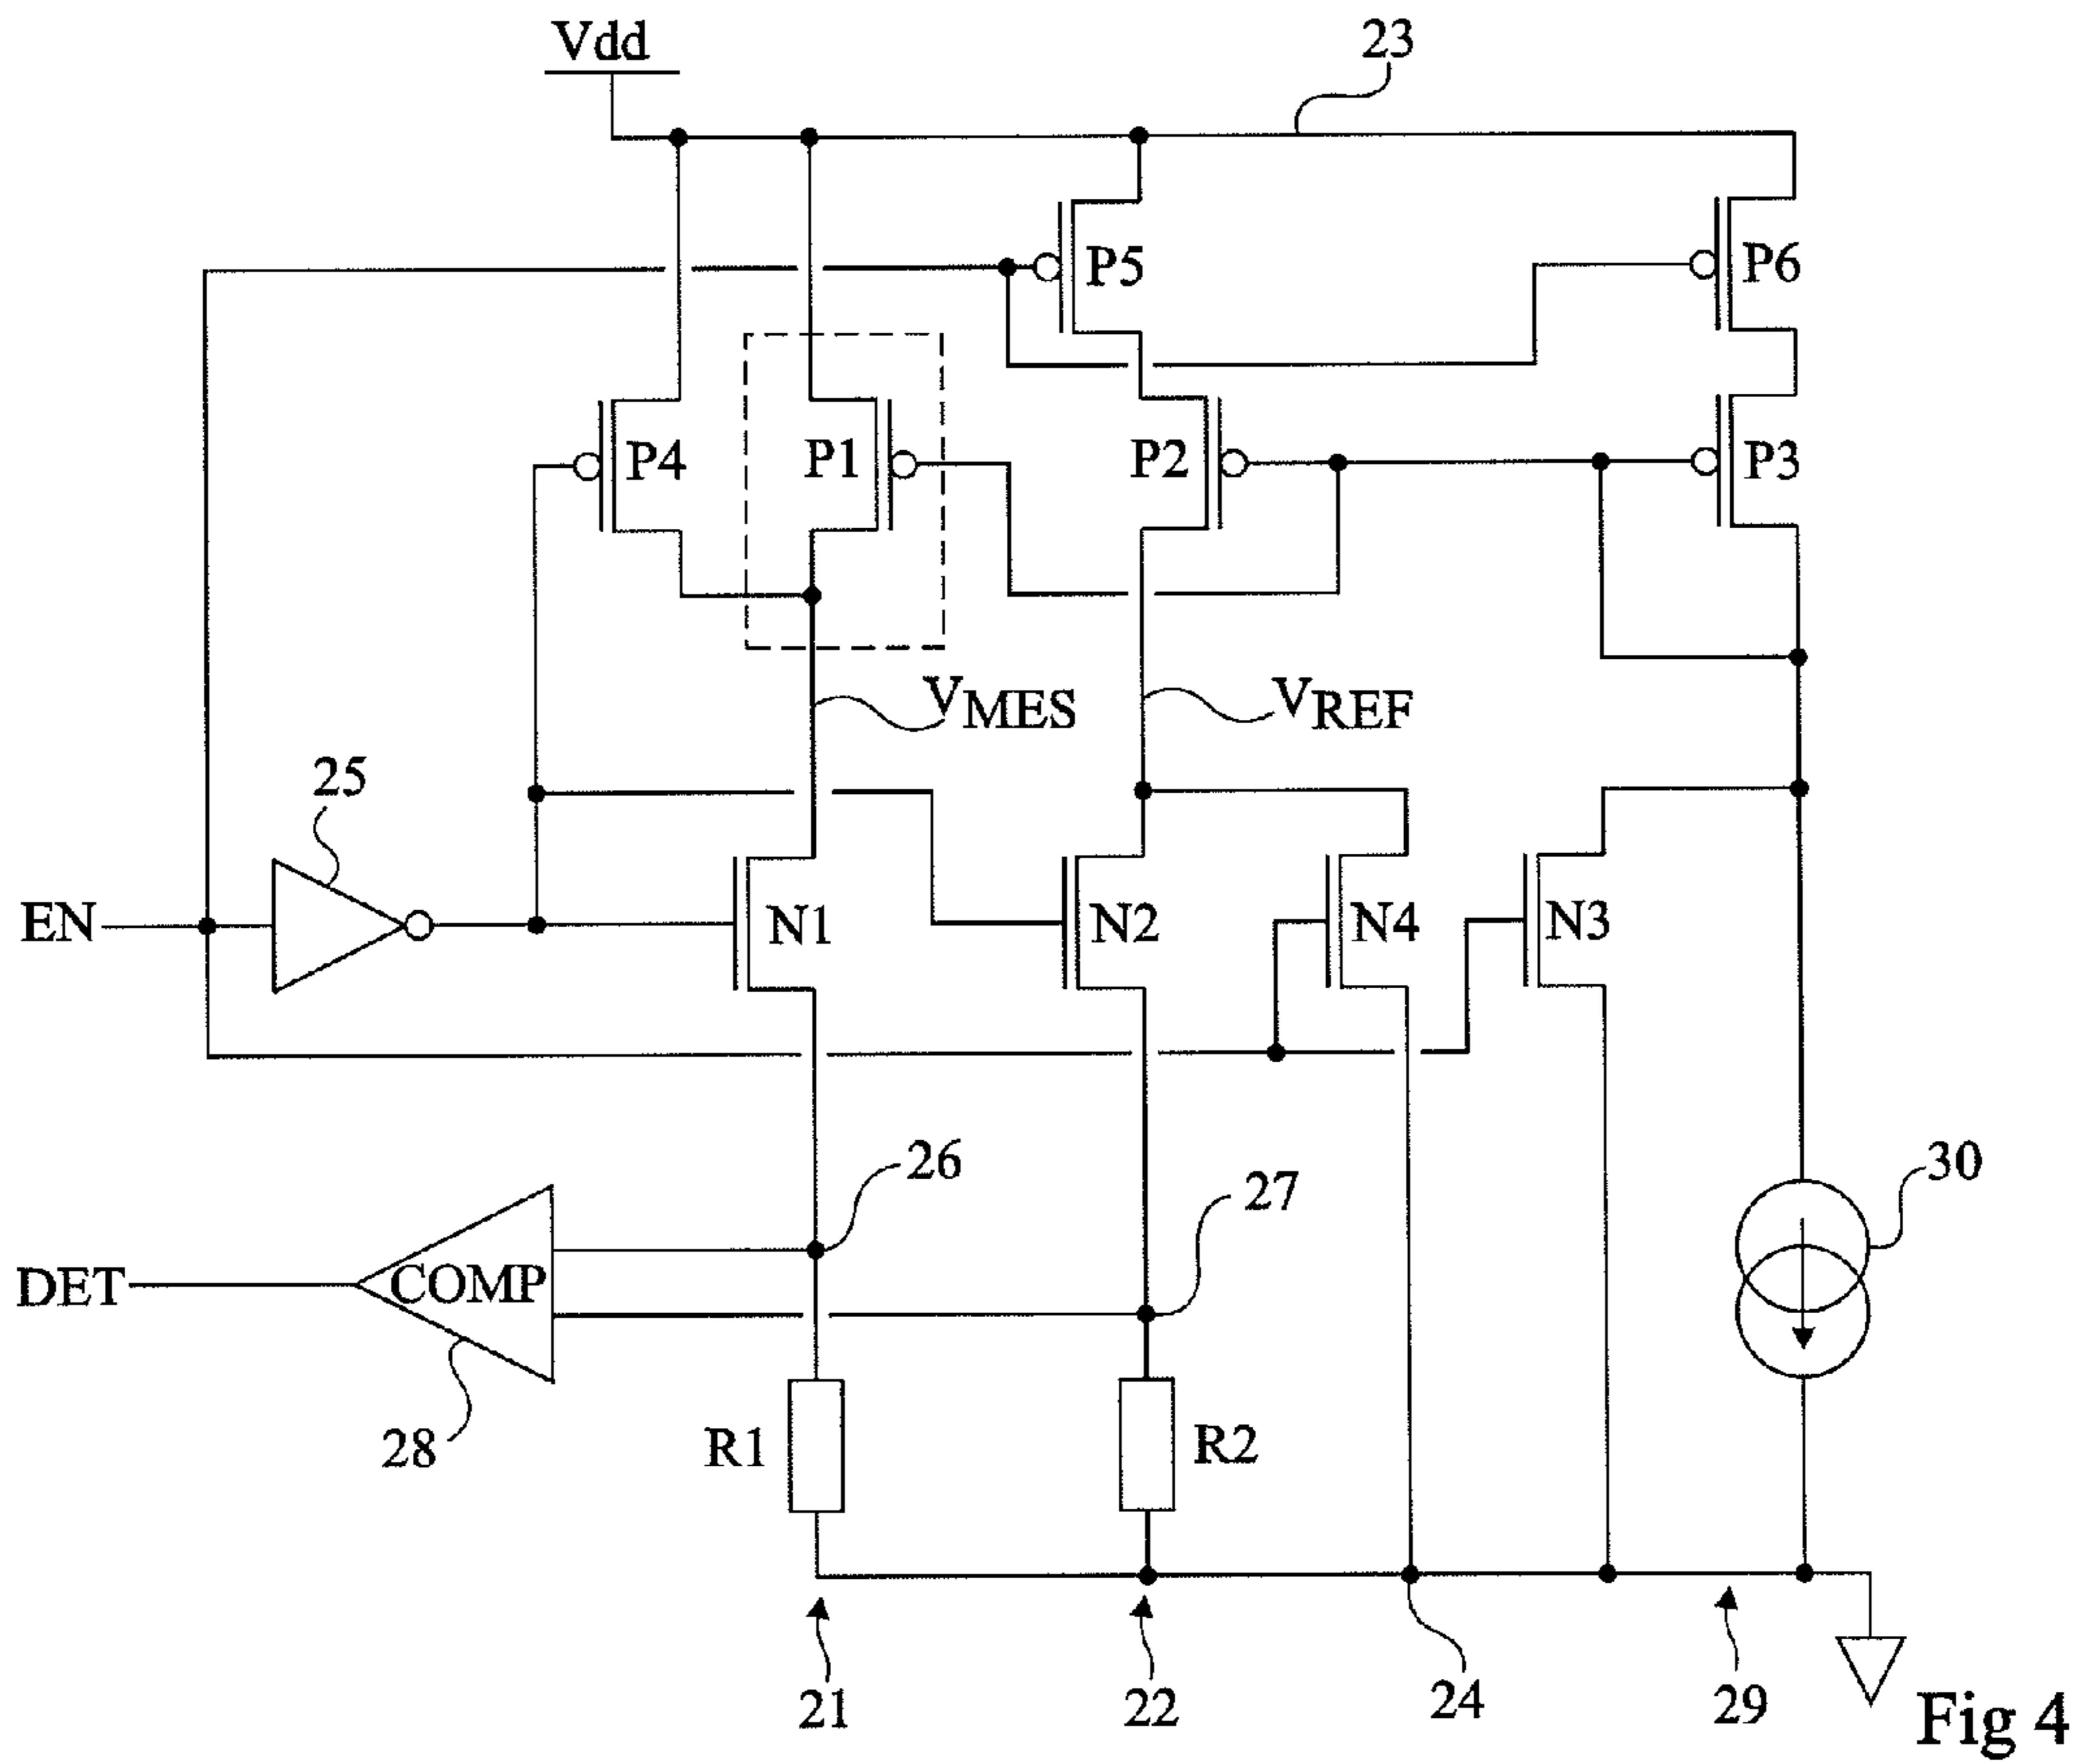 Vdd
23
P5
P6
P4
P1
P2
P3
VMES
VREF
25
EN
N1
N2
N4
N3
26
27
30
DET
COMP
28
R1
R2
21
22
24
29
Fig 4